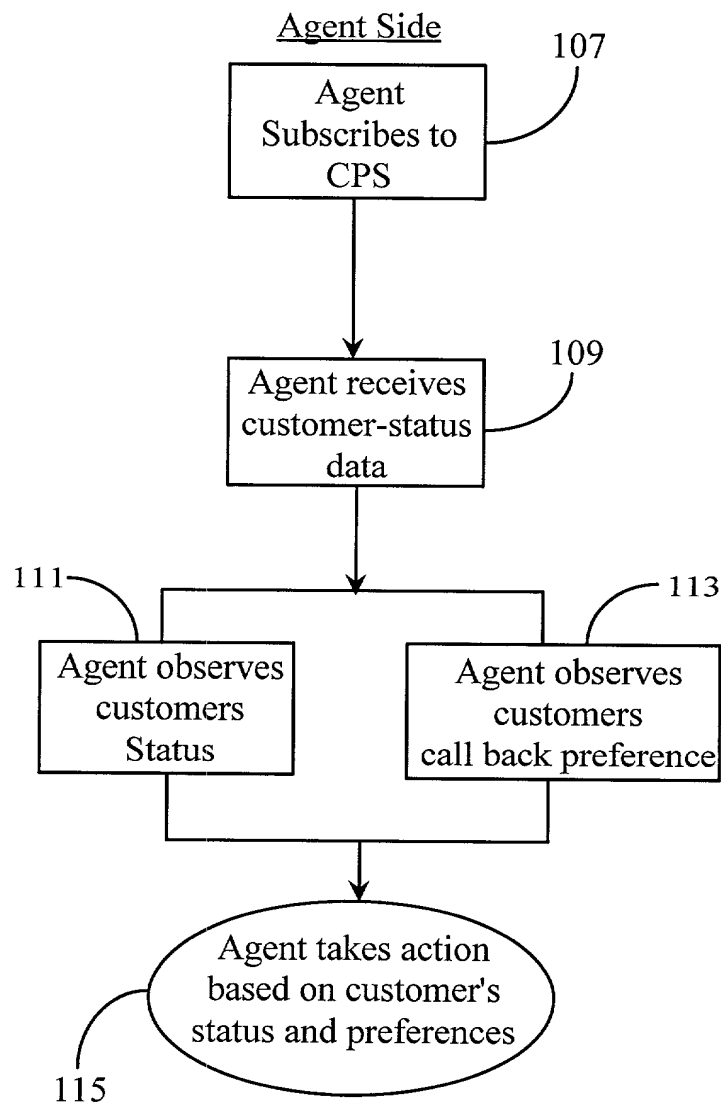 Agent Side
107
Agent
Subscribes to
CPS
109
Agent receives
customer-status
data
111
113
Agent observes
customers
Status
Agent observes
customers
call back preference
Agent takes action
based on customer's
status and preferences
115